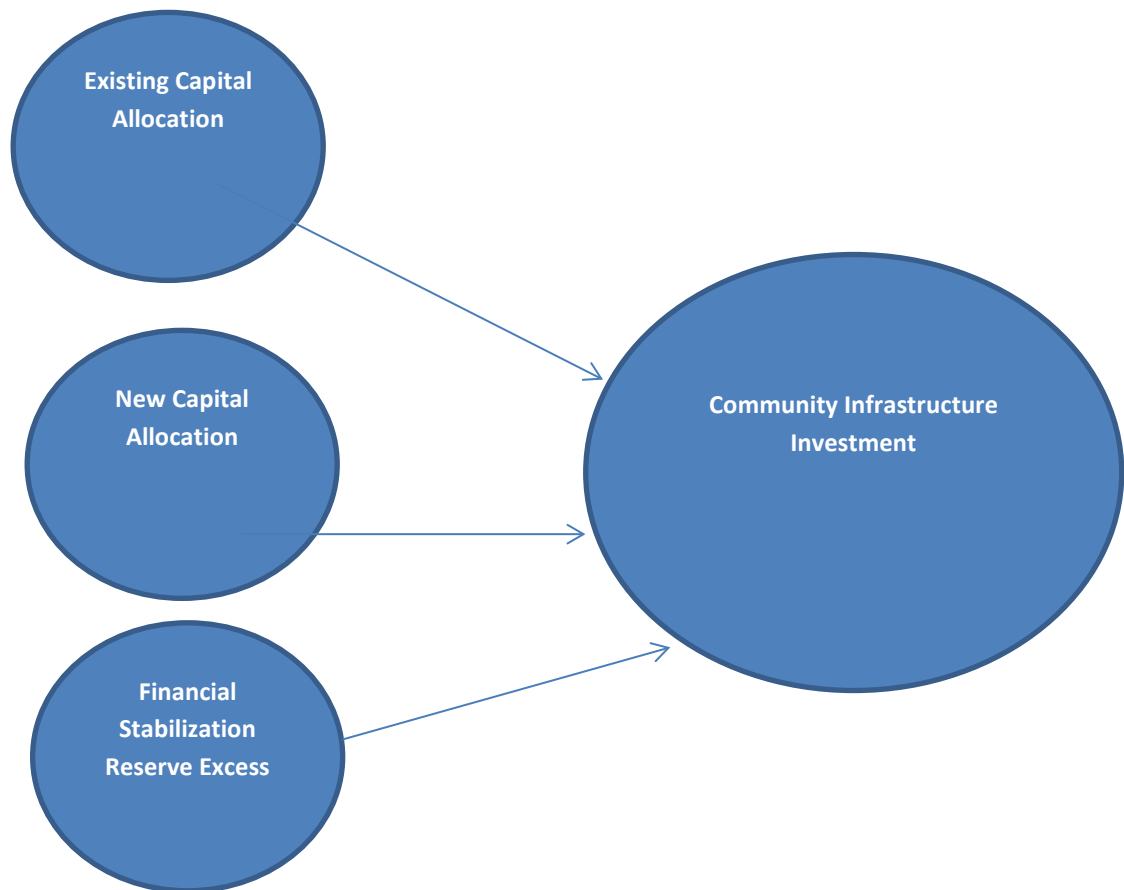 Existing Capital
Allocation
New Capital
Allocation
Community Infrastructure
Investment
Financial
Stabilization
Reserve Excess